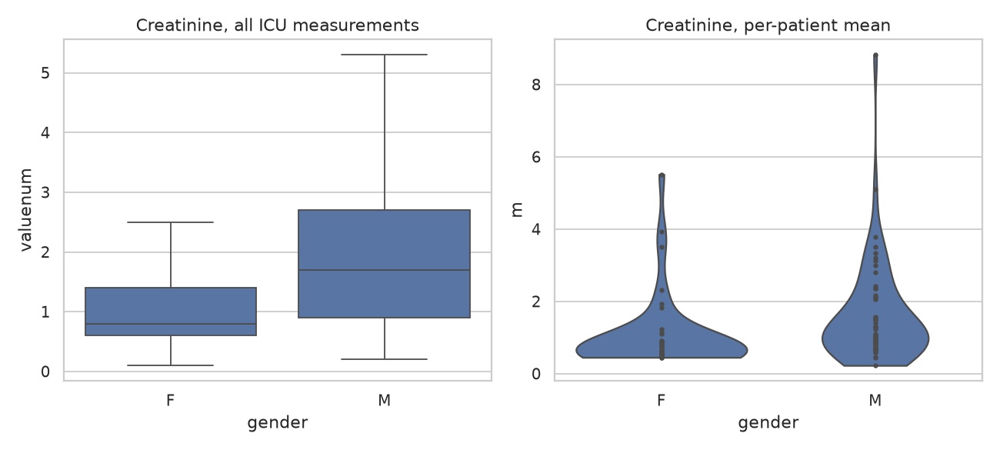 Creatinine, all ICU measurements
valuenum
5
4
3
2
1
0
F
M
gender
Creatinine, per-patient mean
m
8
6
4
2
0
F
M
gender